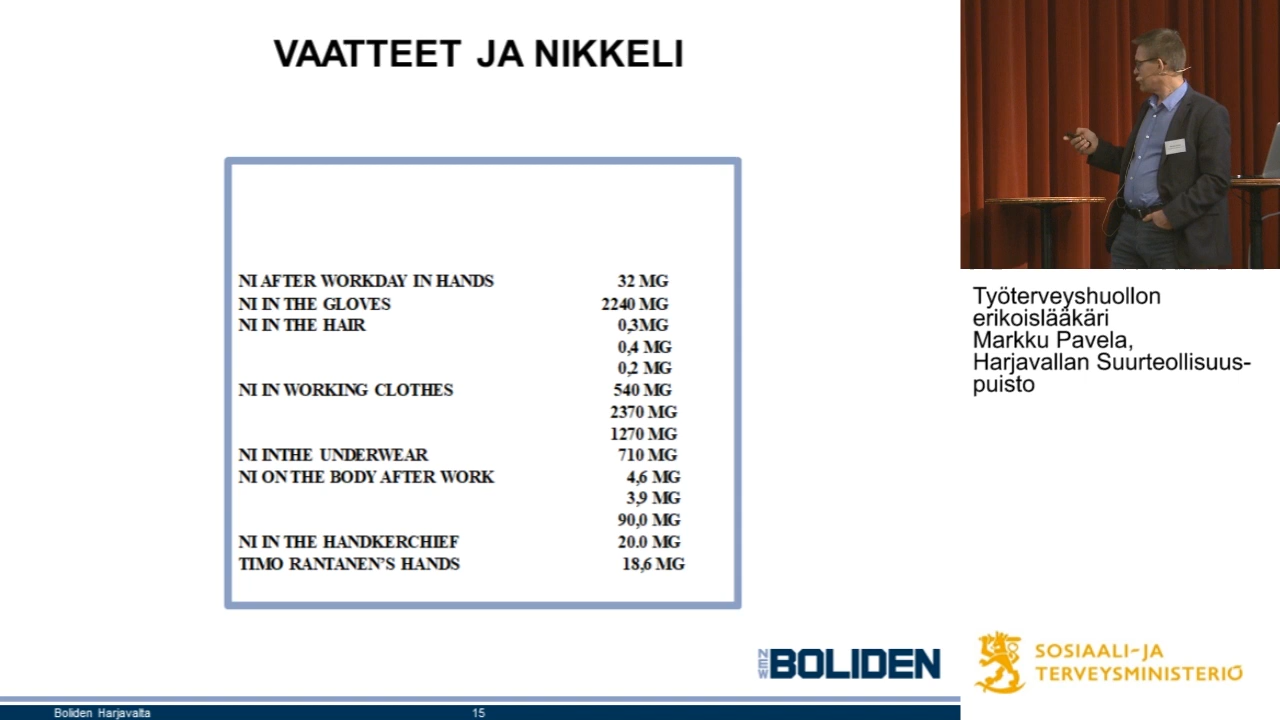 VAATTEET JA NIKKELI
NI AFTER WORKDAY IN HANDS 32 MG
NI IN THE GLOVES 2240 MG
NI IN THE HAIR 0,3MG
0,4 MG
0,2 MG
NI IN WORKING CLOTHES 540 MG
2370 MG
1270 MG
NI INTHE UNDERWEAR 710 MG
NI ON THE BODY AFTER WORK 4,6 MG
3,9 MG
90,0 MG
NI IN THE HANDKERCHIEF 20.0 MG
TIMO RANTANEN'S HANDS 18,6 MG
NEW BOLIDEN
Boliden Harjavalta 15
Työterveyshuollon
erikoislääkäri
Markku Pavela,
Harjavallan Suurteollisuus-
puisto
SOSIAALI-JA
TERVEYSMINISTERIÖ